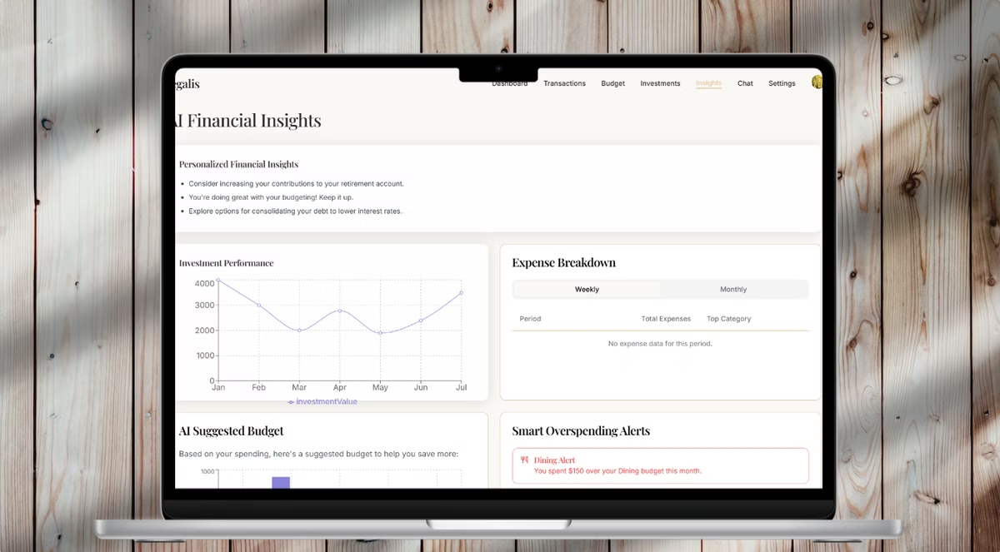 egalis
Dashboard Transactions Budget Investments Insights Chat Settings
AI Financial Insights
Personalized Financial Insights
Consider increasing your contributions to your retirement account.
You're doing great with your budgeting! Keep it up.
Explore options for consolidating your debt to lower interest rates.
Investment Performance
4000
3000
2000
1000
0
Jan Feb Mar Apr May Jun Jul
InvestmentValue
Expense Breakdown
Weekly Monthly
Period Total Expenses Top Category
No expense data for this period.
AI Suggested Budget
Based on your spending, here's a suggested budget to help you save more:
1000
Smart Overspending Alerts
Dining Alert
You spent $150 over your Dining budget this month.